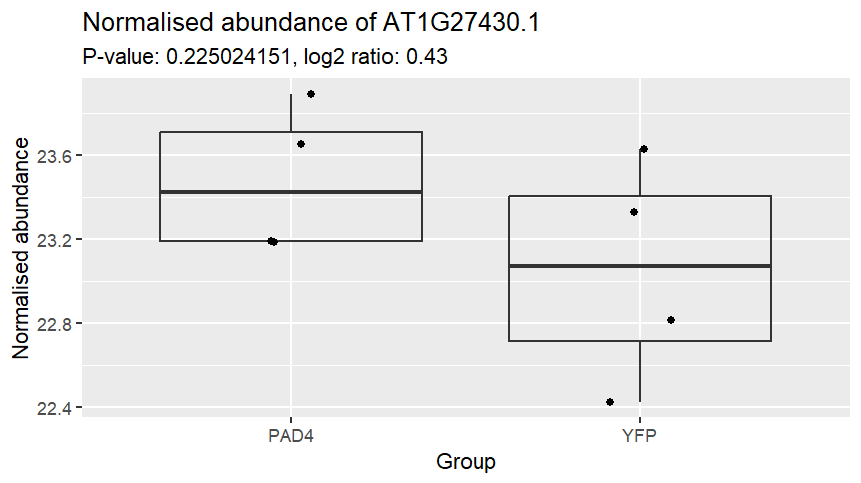 Normalised abundance of AT1G27430.1
P-value: 0.225024151, log2 ratio: 0.43
Normalised abundance
23.6
23.2
22.8
22.4
PAD4
YFP
Group